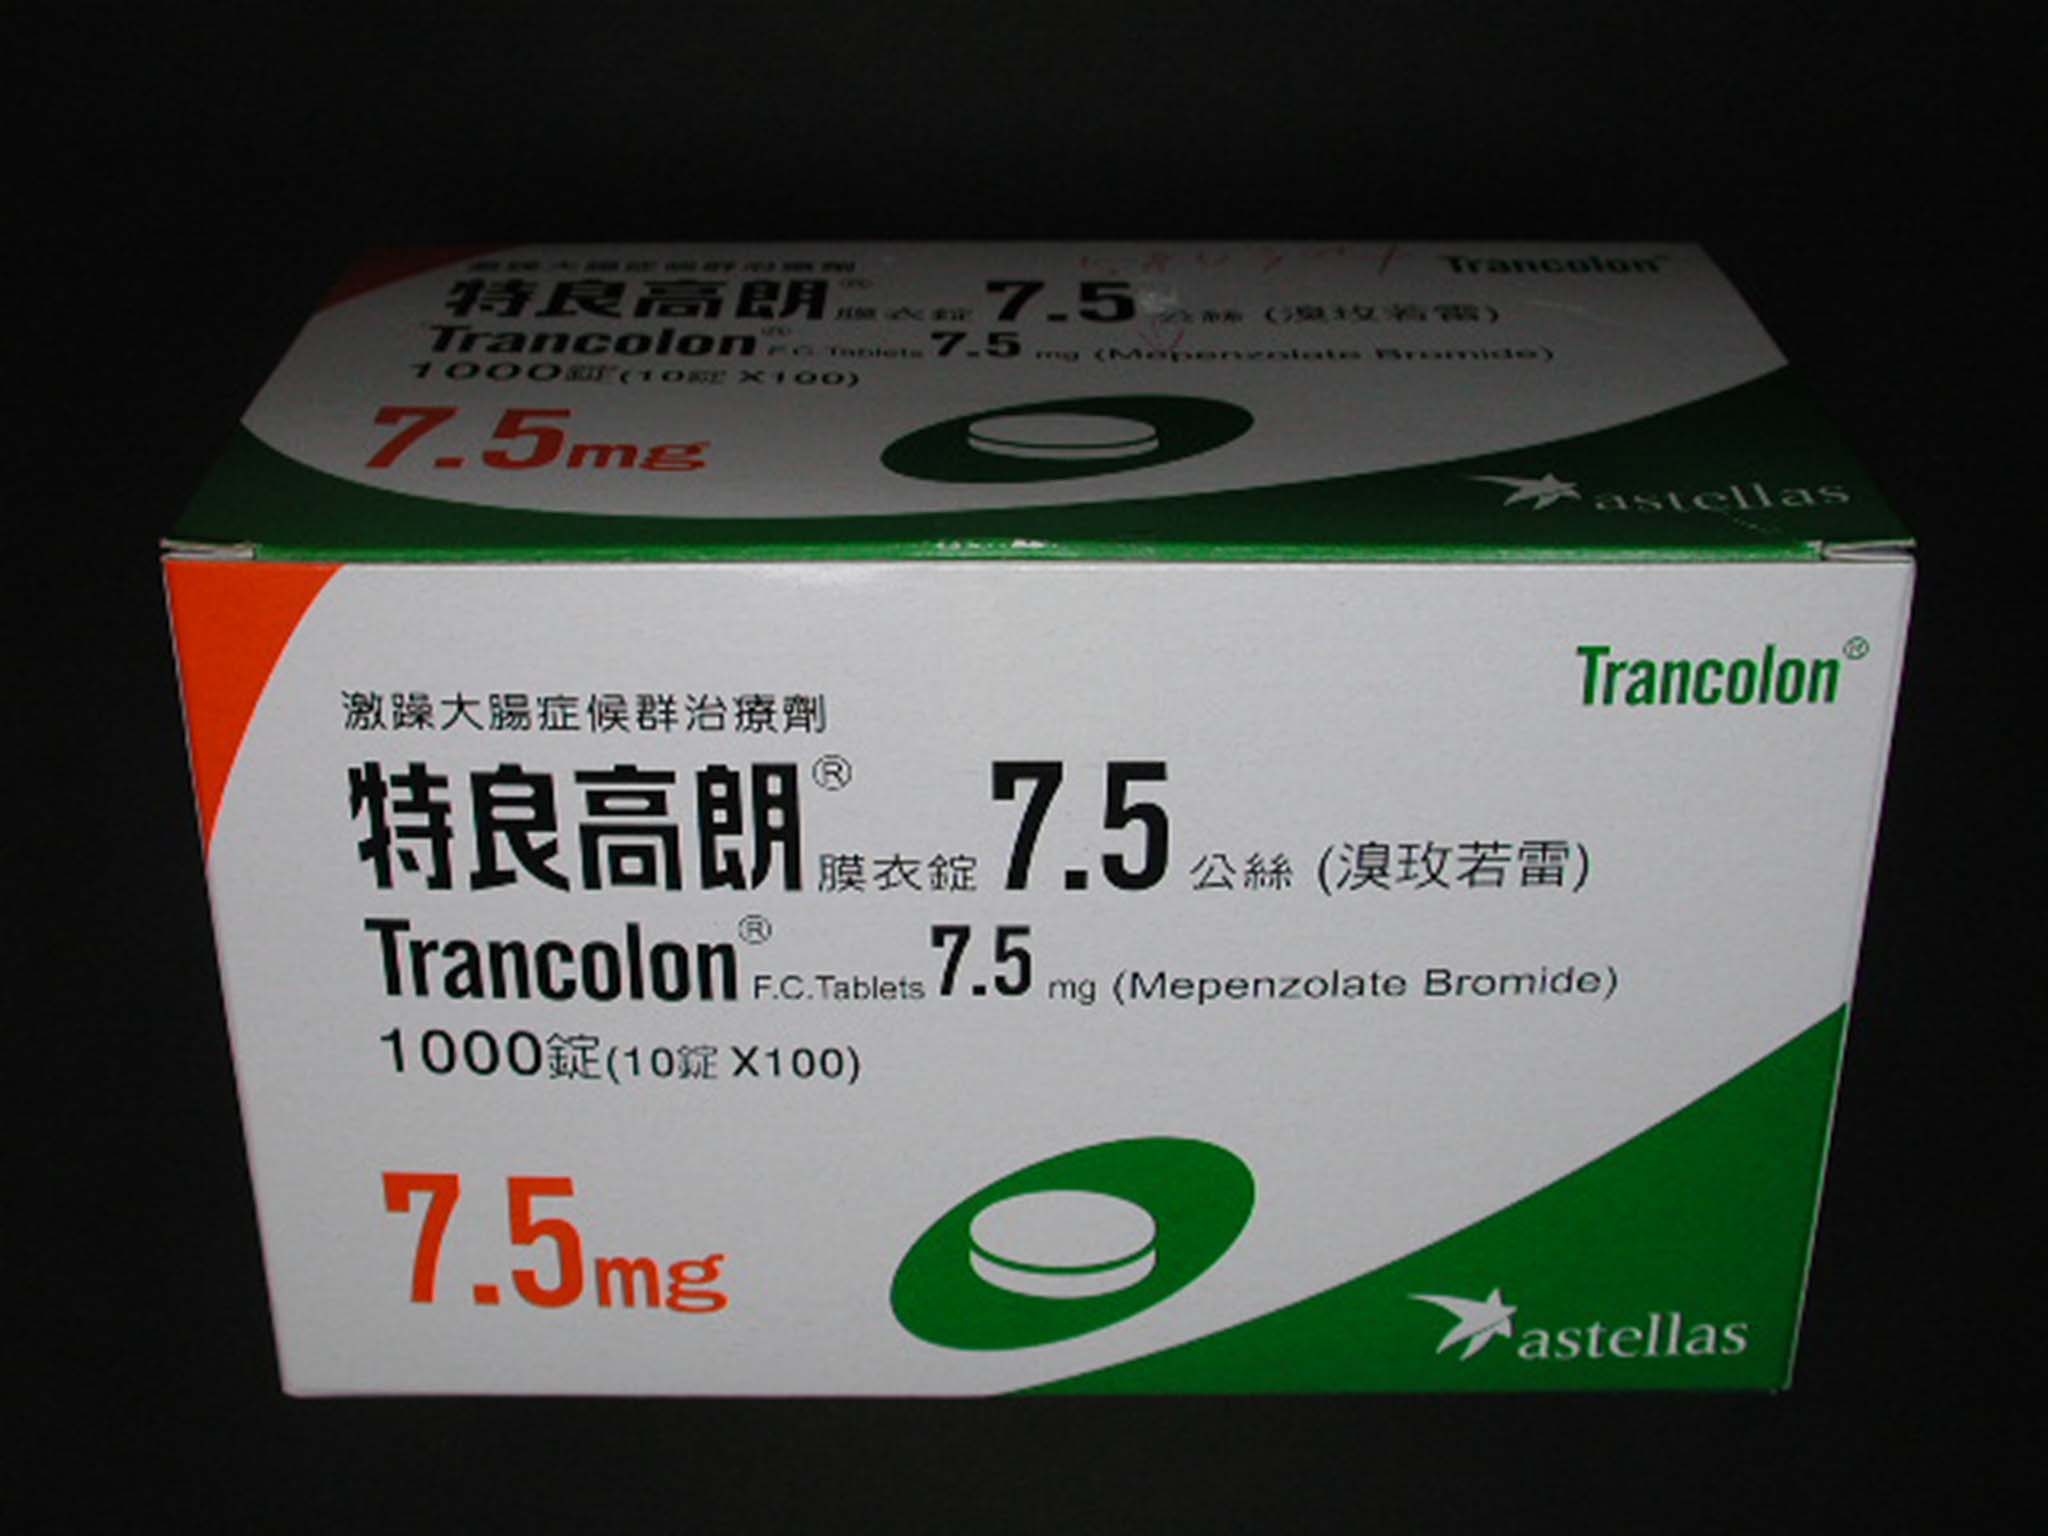 激躁大腸症候群治療劑
特良高朗® 膜衣錠 7.5 公絲 (溴玫若雷)
Trancolon® F.C.Tablets 7.5 mg (Mepenzolate Bromide)
1000錠(10錠 X100)
7.5mg
Trancolon
astellas
Trancolon®
激躁大腸症候群治療劑
特良高朗® 膜衣錠 7.5 公絲 (溴玫若雷)
Trancolon® F.C.Tablets 7.5 mg (Mepenzolate Bromide)
1000錠(10錠 X100)
7.5mg
astellas